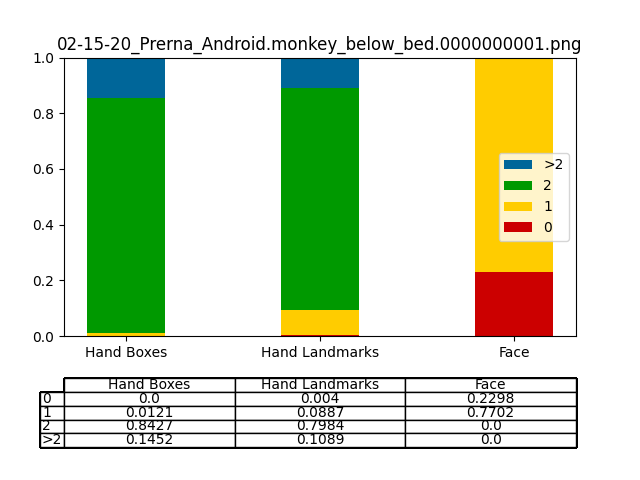 02-15-20_Prerna_Android.monkey_below_bed.0000000001.png
1.0
0.8
0.6
0.4
0.2
0.0
>2
2
1
0
Hand Boxes Hand Landmarks Face
Hand Boxes Hand Landmarks Face
0 0.0 0.004 0.2298
1 0.0121 0.0887 0.7702
2 0.8427 0.7984 0.0
>2 0.1452 0.1089 0.0